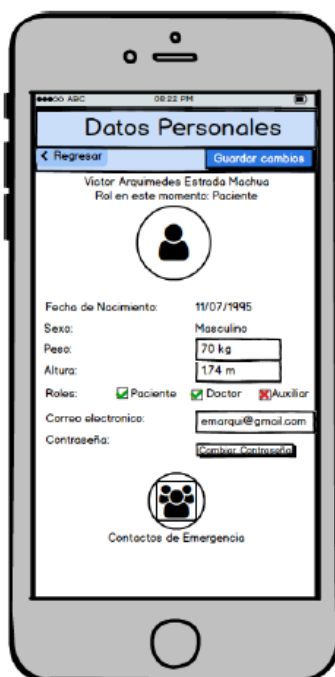 ABC 08:22 PM
Datos Personales
< Regresar Guardar cambios
Victor Arquimedes Estrada Machua
Rol en este momento: Paciente
Fecha de Nacimiento: 11/07/1995
Sexo: Masculino
Peso: 70 kg
Altura: 1.74 m
Roles: Paciente Doctor Auxiliar
Correo electronico: emarqui@gmail.com
Contraseña: Cambiar Contraseña
Contactos de Emergencia